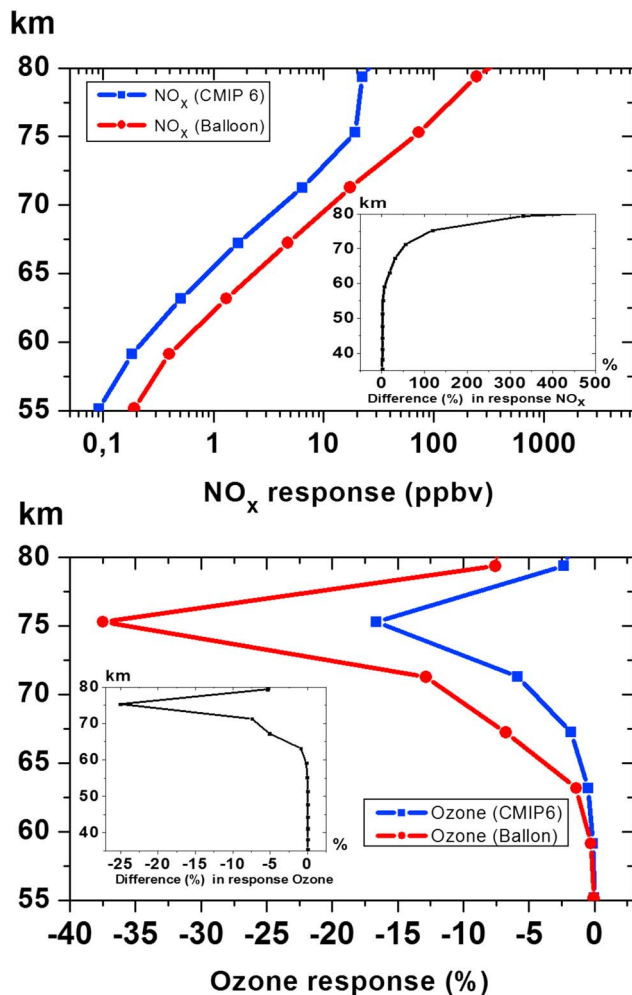 km
80
75
70
65
60
55
NOx (CMIP 6)
NOx (Balloon)
km
80
70
60
50
40
%
0 100 200 300 400 500
Difference (%) in response NOx
0,1 1 10 100 1000
NOx response (ppbv)
km
80
75
70
65
60
55
km
80
70
60
50
40
%
-25 -20 -15 -10 -5 0
Difference (%) in response Ozone
Ozone (CMIP6)
Ozone (Ballon)
-40 -35 -30 -25 -20 -15 -10 -5 0
Ozone response (%)